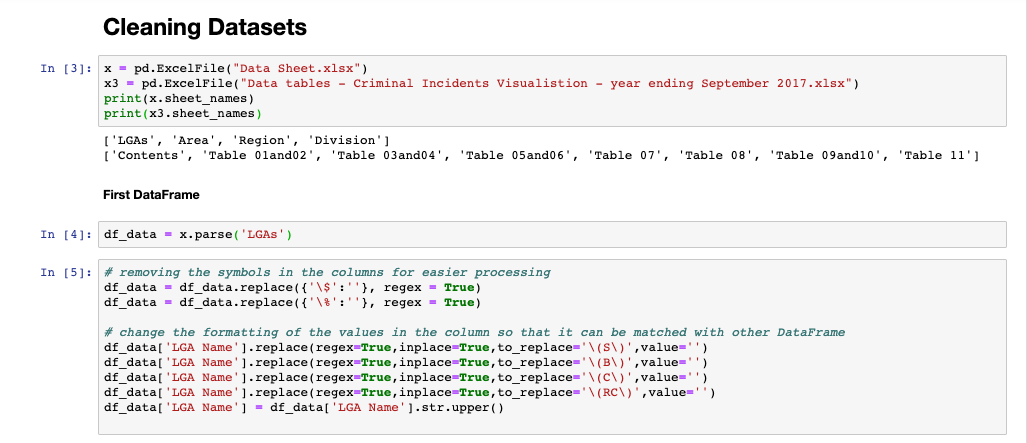 Cleaning Datasets
In [3]: x = pd.ExcelFile("Data Sheet.xlsx")
x3 = pd.ExcelFile("Data tables - Criminal Incidents Visualistion - year ending September 2017.xlsx")
print(x.sheet_names)
print(x3.sheet_names)
['LGAs', 'Area', 'Region', 'Division']
['Contents', 'Table 01and02', 'Table 03and04', 'Table 05and06', 'Table 07', 'Table 08', 'Table 09and10', 'Table 11']
First DataFrame
In [4]: df_data = x.parse('LGAs')
In [5]: # removing the symbols in the columns for easier processing
df_data = df_data.replace({'\$':''}, regex = True)
df_data = df_data.replace({'\%':''}, regex = True)
# change the formatting of the values in the column so that it can be matched with other DataFrame
df_data['LGA Name'].replace(regex=True,inplace=True,to_replace='\(S\)',value='')
df_data['LGA Name'].replace(regex=True,inplace=True,to_replace='\(B\)',value='')
df_data['LGA Name'].replace(regex=True,inplace=True,to_replace='\(C\)',value='')
df_data['LGA Name'].replace(regex=True,inplace=True,to_replace='\(RC\)',value='')
df_data['LGA Name'] = df_data['LGA Name'].str.upper()